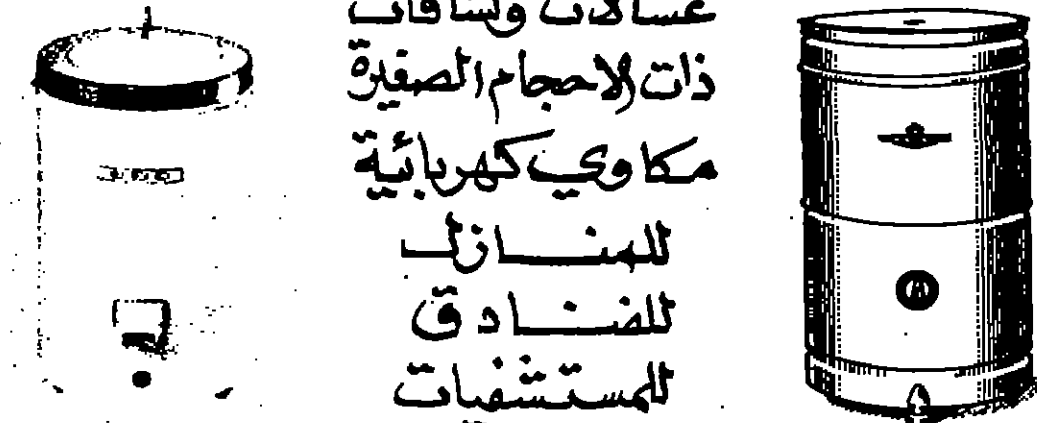 غسالات ونشافات
ذات الاحجام الصغيرة
مكاوي كهربائية
للمنازل
للفنادق
للمستشفيات